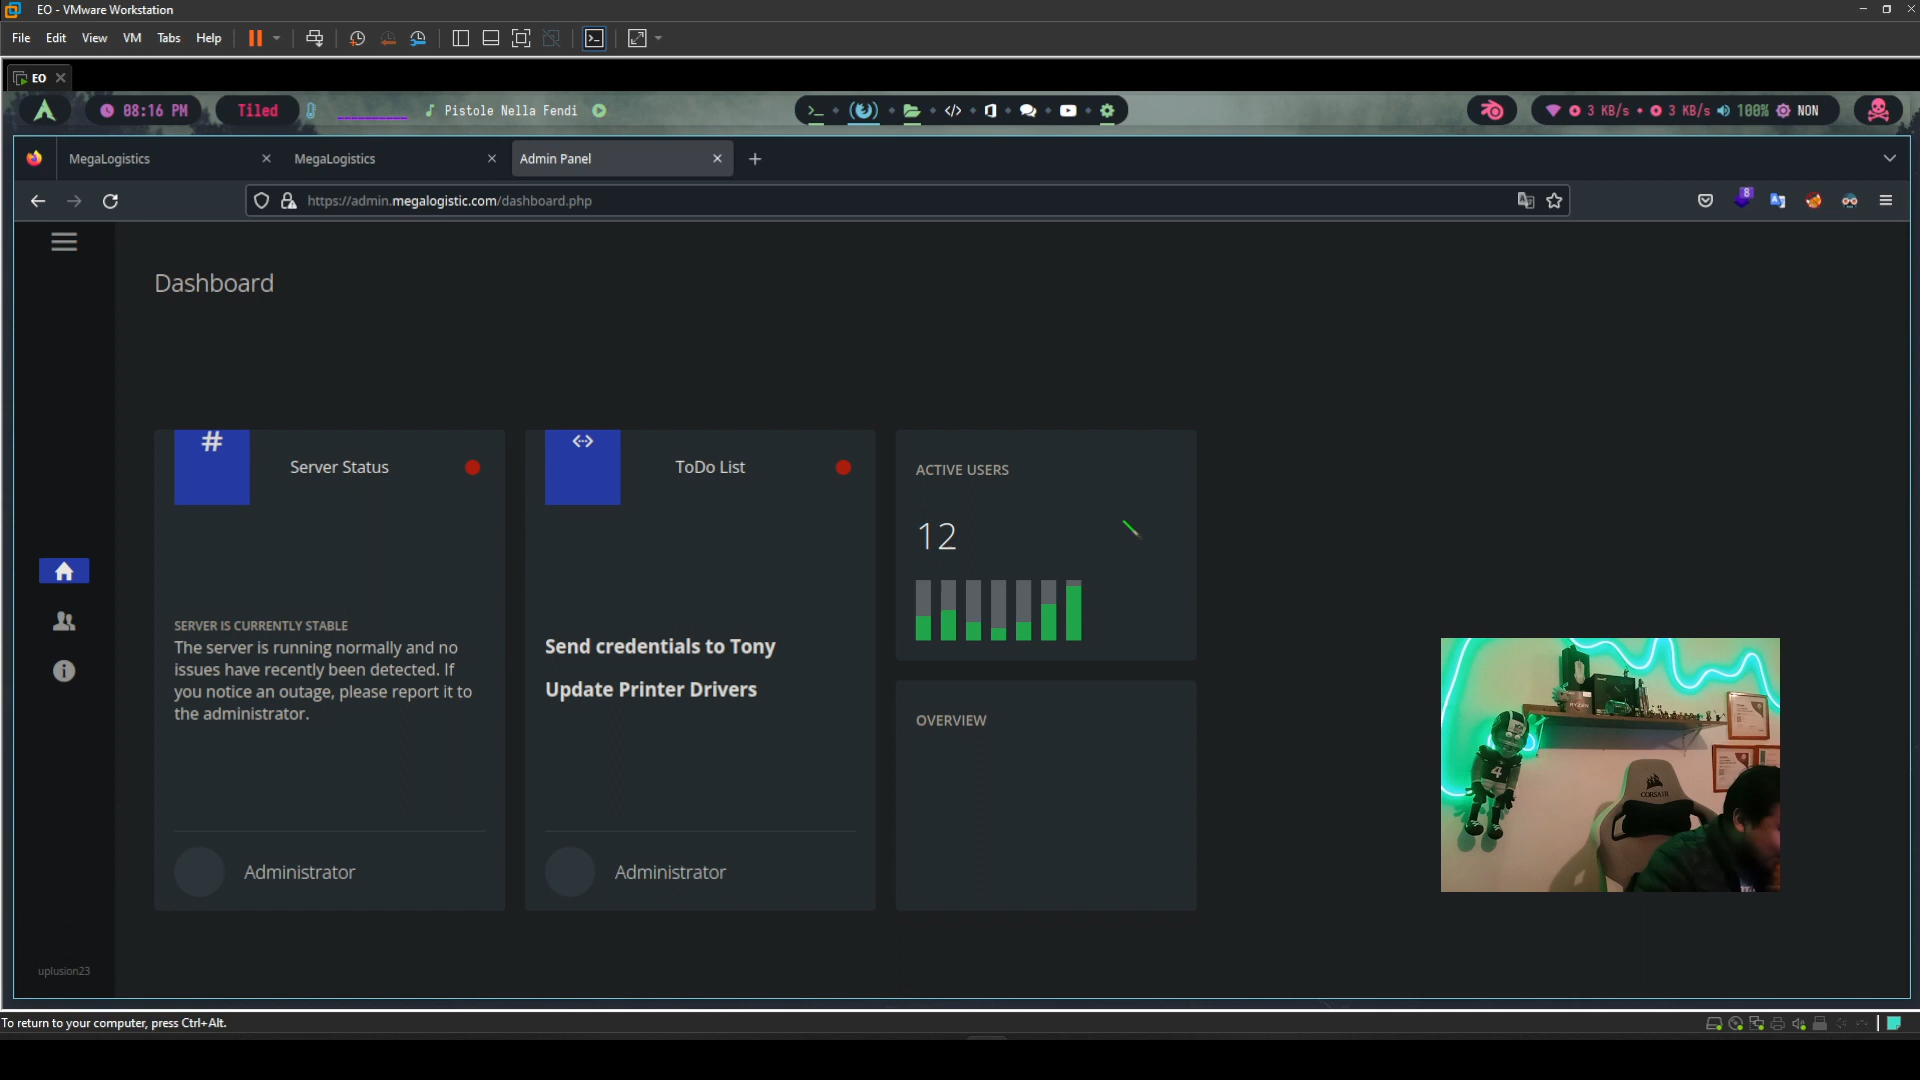 EO - VMware Workstation
File Edit View VM Tabs Help
EO
08:16 PM Tiled Pistole Nella Fendi 3 KB/s 3 KB/s 100% NON
MegaLogistics MegaLogistics Admin Panel
https://admin.megalogistic.com/dashboard.php
8
Dashboard
Server Status
SERVER IS CURRENTLY STABLE
The server is running normally and no
issues have recently been detected. If
you notice an outage, please report it to
the administrator.
Administrator
ToDo List
Send credentials to Tony
Update Printer Drivers
Administrator
ACTIVE USERS
12
OVERVIEW
RYZEN
4
CORSAIR
uplusion23
To return to your computer, press Ctrl+Alt.